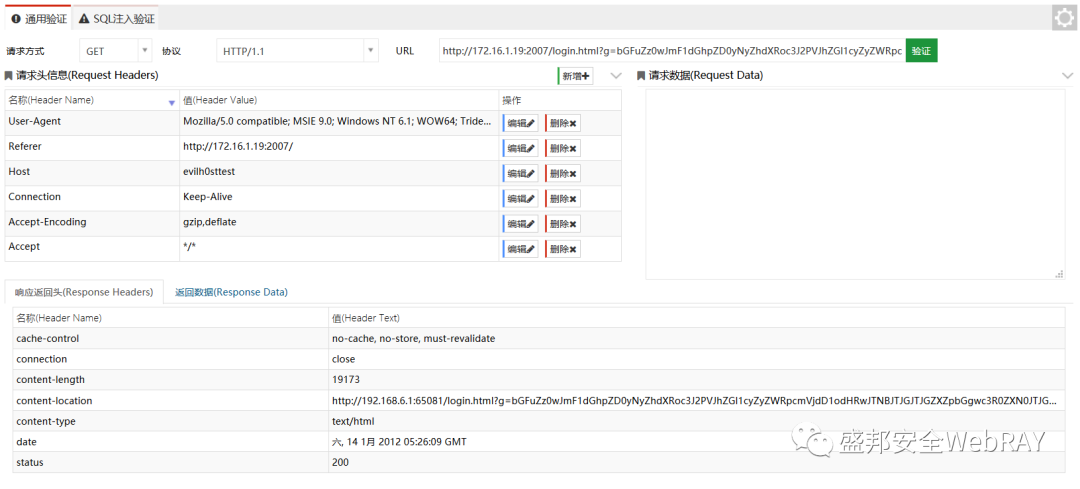 通用验证 SQL注入验证
请求方式 GET 协议 HTTP/1.1 URL http://172.16.1.19:2007/login.html?g=bGFuZz0wJmF1dGhpZD0yNyZhdXRoc3J2PVJhZGl1cyZyZWRpc 验证
请求头信息(Request Headers) 新增 请求数据(Request Data)
名称(Header Name) 值(Header Value) 操作
User-Agent Mozilla/5.0 compatible; MSIE 9.0; Windows NT 6.1; WOW64; Tride... 编辑 删除
Referer http://172.16.1.19:2007/ 编辑 删除
Host evilh0sttest 编辑 删除
Connection Keep-Alive 编辑 删除
Accept-Encoding gzip,deflate 编辑 删除
Accept */* 编辑 删除
响应返回头(Response Headers) 返回数据(Response Data)
名称(Header Name) 值(Header Text)
cache-control no-cache, no-store, must-revalidate
connection close
content-length 19173
content-location http://192.168.6.1:65081/login.html?g=bGFuZz0wJmF1dGhpZD0yNyZhdXRoc3J2PVJhZGl1cyZyZWRpcmVjdD1odHRwJTNBJTJGJTJGZXZpbGgwc3R0ZXN0JTJG...
content-type text/html
date 六, 14 1月 2012 05:26:09 GMT
status 200
盛邦安全WebRAY